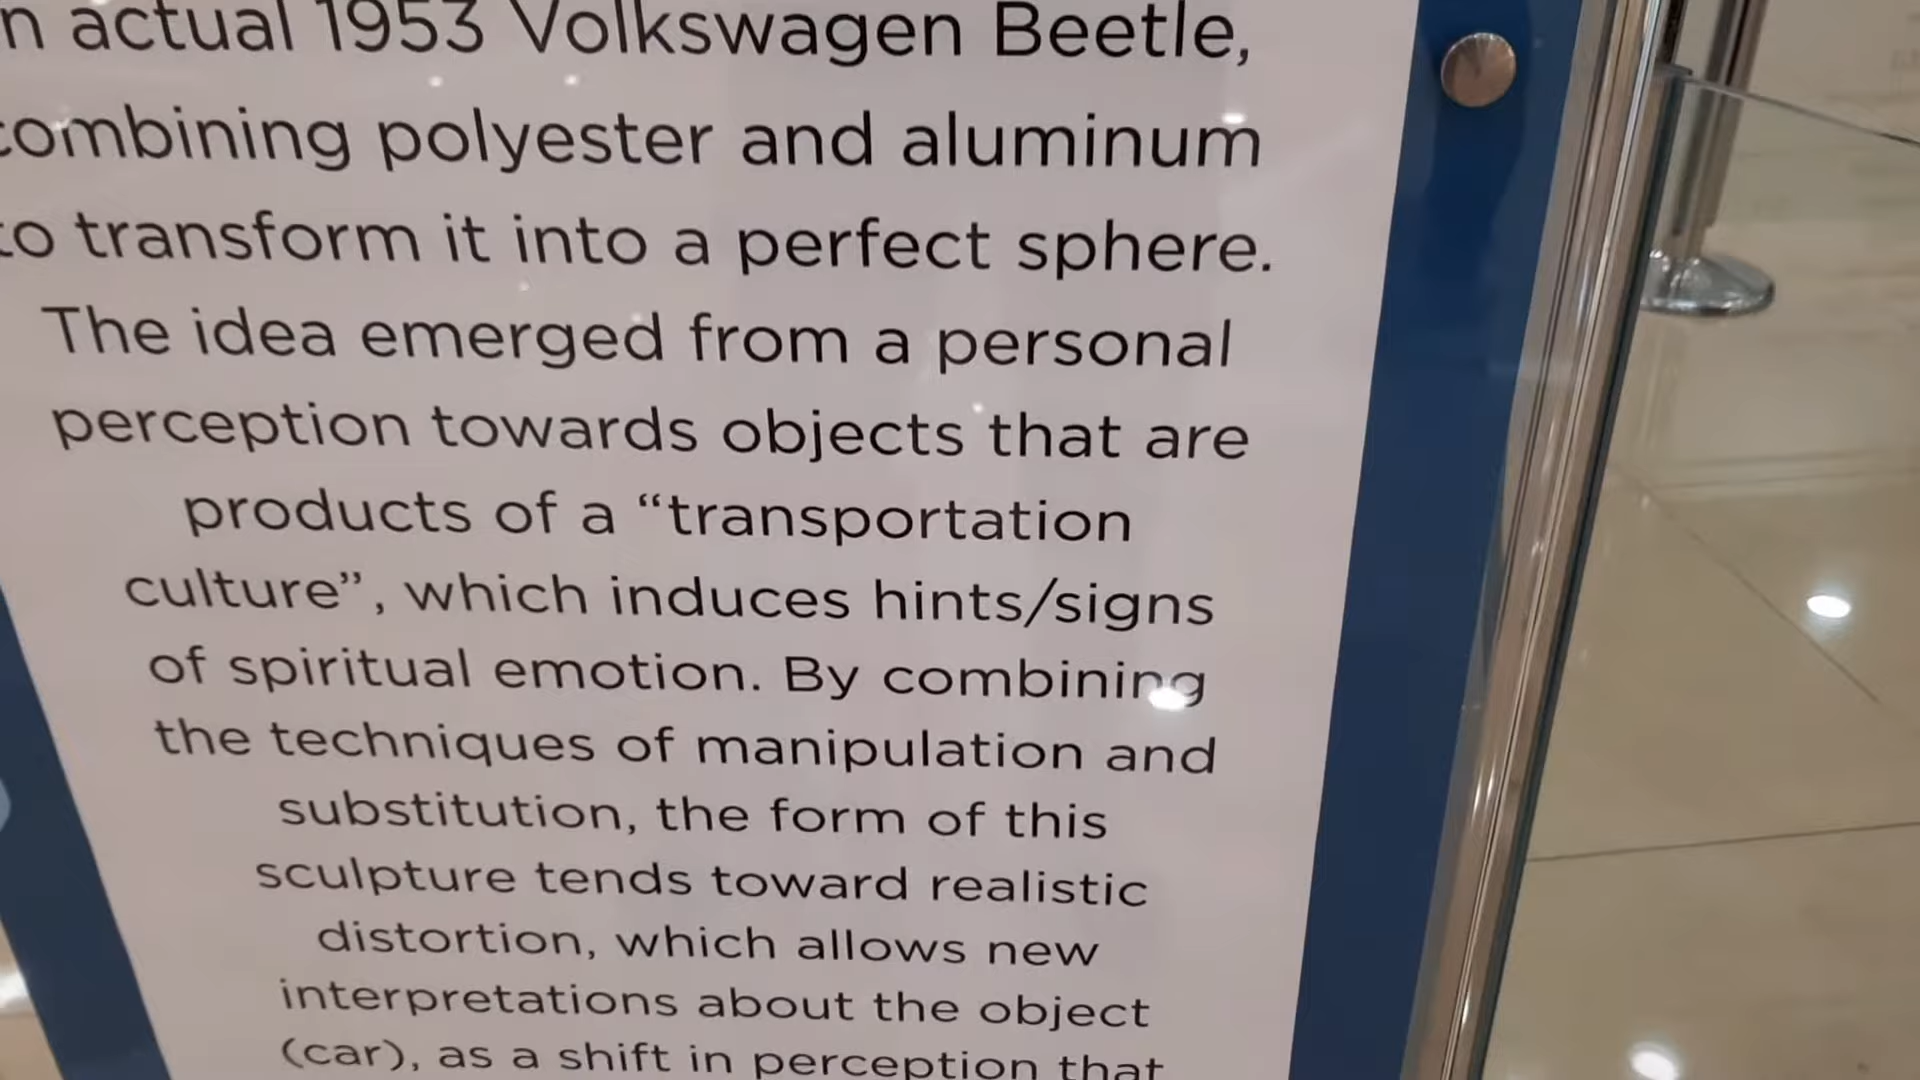 n actual 1953 Volkswagen Beetle,
combining polyester and aluminum
to transform it into a perfect sphere.
The idea emerged from a personal
perception towards objects that are
products of a “transportation
culture”, which induces hints/signs
of spiritual emotion. By combining
the techniques of manipulation and
substitution, the form of this
sculpture tends toward realistic
distortion, which allows new
interpretations about the object
(car), as a shift in perception that